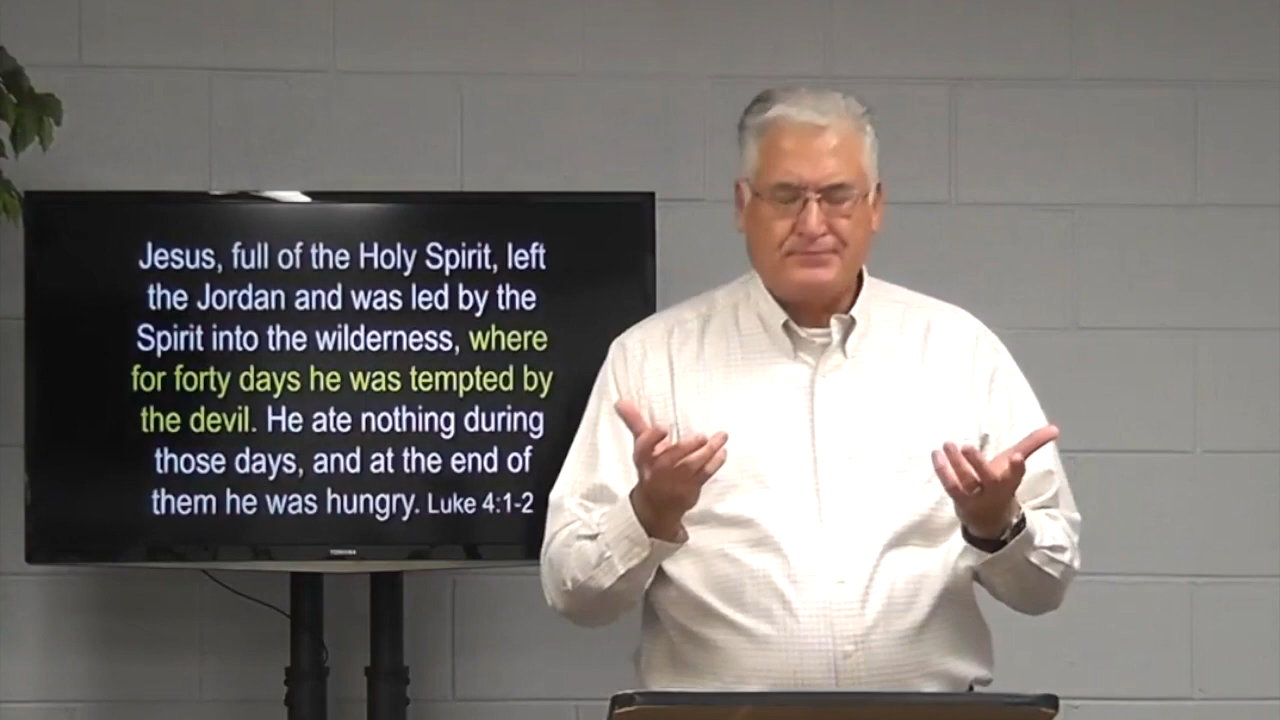 Jesus, full of the Holy Spirit, left
the Jordan and was led by the
Spirit into the wilderness, where
for forty days he was tempted by
the devil. He ate nothing during
those days, and at the end of
them he was hungry. Luke 4:1-2
TOSHIBA